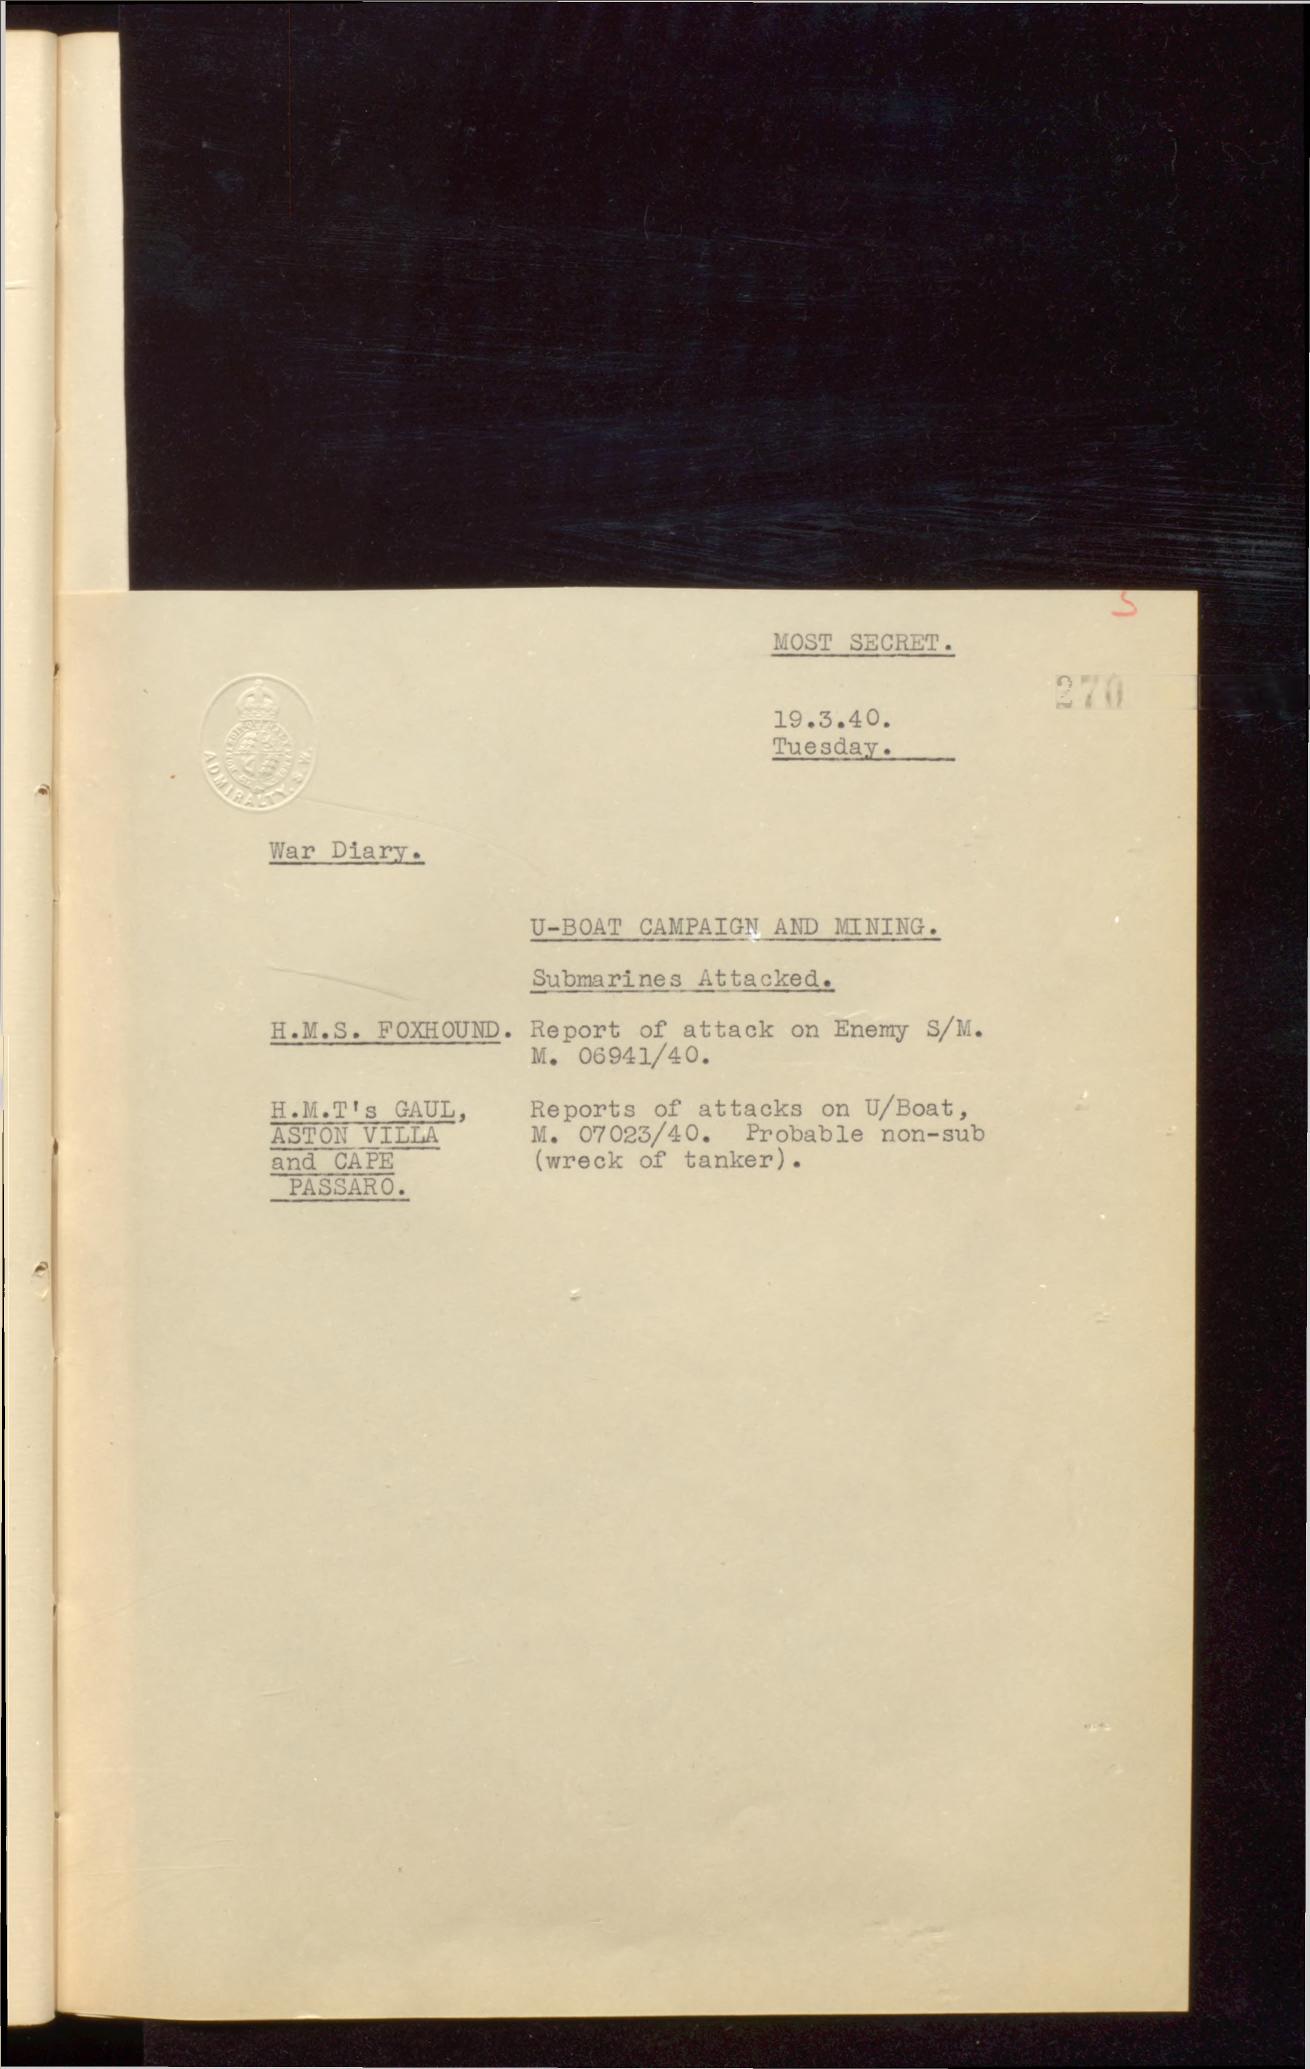 S
MOST SECRET.
270
19.3.40.
Tuesday.
ADMIRALTY. S.W.
War Diary.
U-BOAT CAMPAIGN AND MINING.
Submarines Attacked.
H.M.S. FOXHOUND. Report of attack on Enemy S/M.
M. 06941/40.
H.M.T's GAUL, Reports of attacks on U/Boat,
ASTON VILLA M. 07023/40. Probable non-sub
and CAPE (wreck of tanker).
PASSARO.